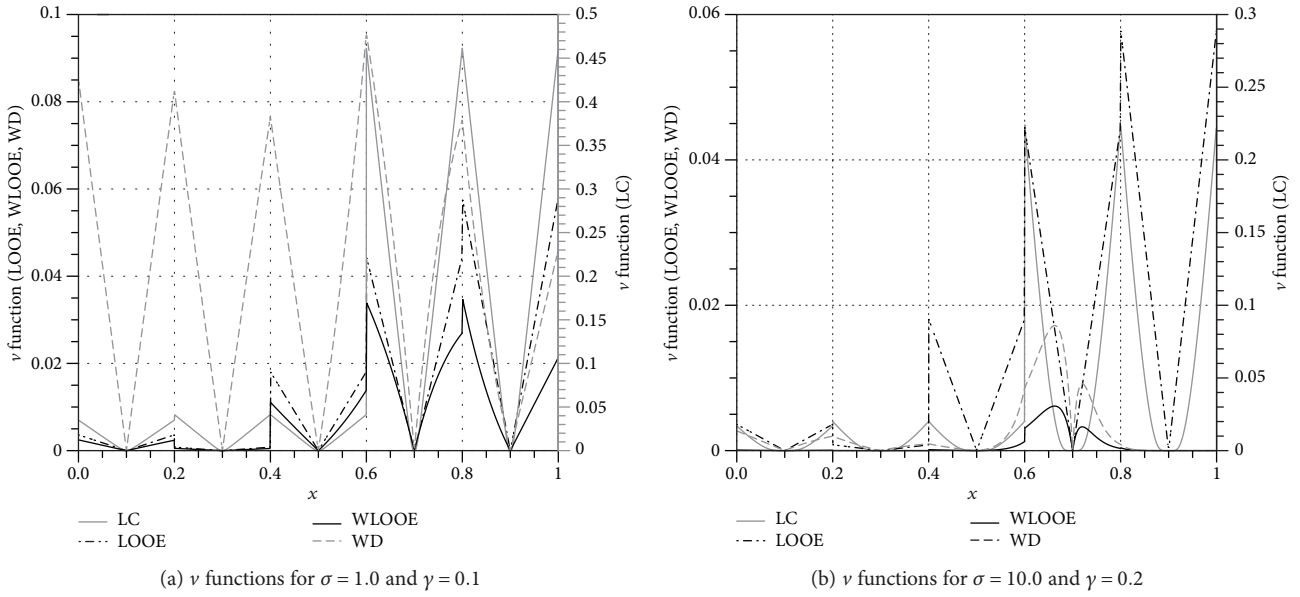 0.1
0.08
0.06
0.04
0.02
0
v function (LOOE, WLOOE, WD)
0.5
0.45
0.4
0.35
0.3
0.25
0.2
0.15
0.1
0.05
0
v function (LC)
0.0 0.2 0.4 0.6 0.8 1
x
LC
LOOE
WLOOE
WD
(a) v functions for σ = 1.0 and γ = 0.1
0.06
0.04
0.02
0
v function (LOOE, WLOOE, WD)
0.3
0.25
0.2
0.15
0.1
0.05
0
v function (LC)
0.0 0.2 0.4 0.6 0.8 1
x
LC
LOOE
WLOOE
WD
(b) v functions for σ = 10.0 and γ = 0.2